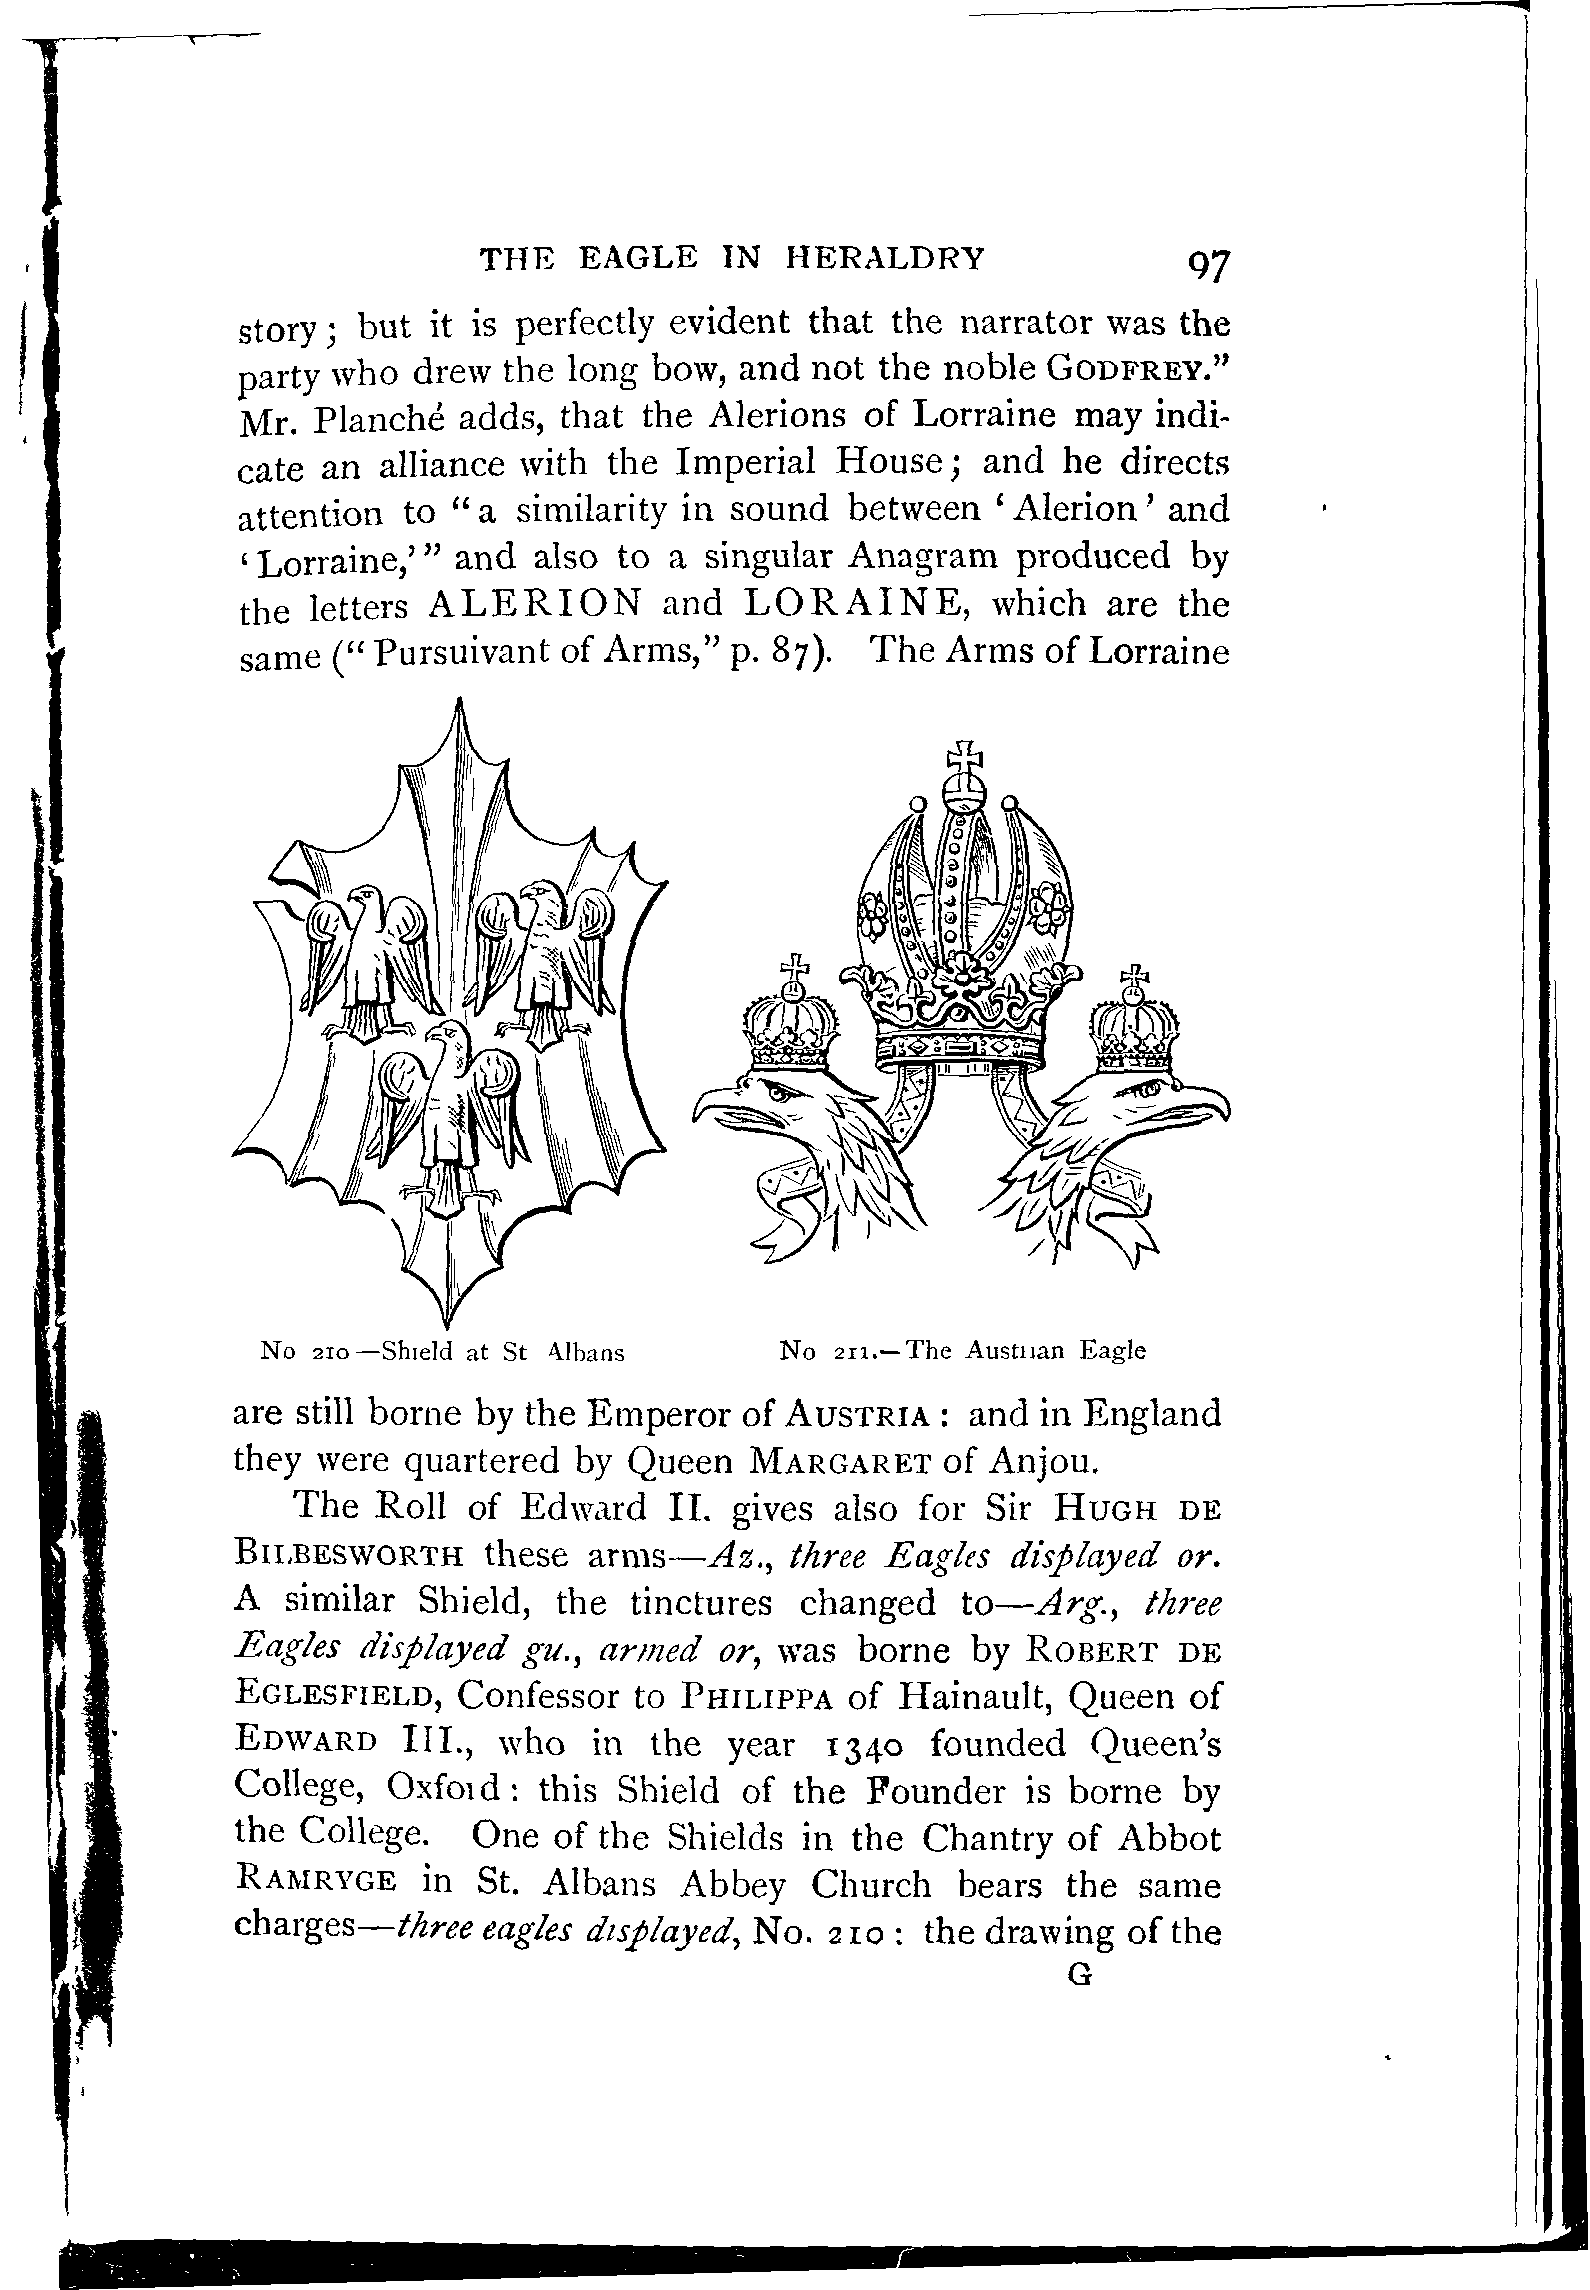 THE EAGLE IN HERALDRY 97
story; but it is perfectly evident that the narrator was the
party who drew the long bow, and not the noble GODFREY."
Mr. Planché adds, that the Alerions of Lorraine may indi-
cate an alliance with the Imperial House; and he directs
attention to "a similarity in sound between 'Alerion' and
'Lorraine,'" and also to a singular Anagram produced by
the letters ALERION and LORAINE, which are the
same ("Pursuivant of Arms," p. 87). The Arms of Lorraine
No 210—Shield at St Albans
No 211.—The Austrian Eagle
are still borne by the Emperor of AUSTRIA: and in England
they were quartered by Queen MARGARET of Anjou.
The Roll of Edward II. gives also for Sir HUGH DE
BILBESWORTH these arms—Az., three Eagles displayed or.
A similar Shield, the tinctures changed to—Arg., three
Eagles displayed gu., armed or, was borne by ROBERT DE
EGLESFIELD, Confessor to PHILIPPA of Hainault, Queen of
EDWARD III., who in the year 1340 founded Queen's
College, Oxford: this Shield of the Founder is borne by
the College. One of the Shields in the Chantry of Abbot
RAMRYGE in St. Albans Abbey Church bears the same
charges—three eagles displayed, No. 210: the drawing of the
G